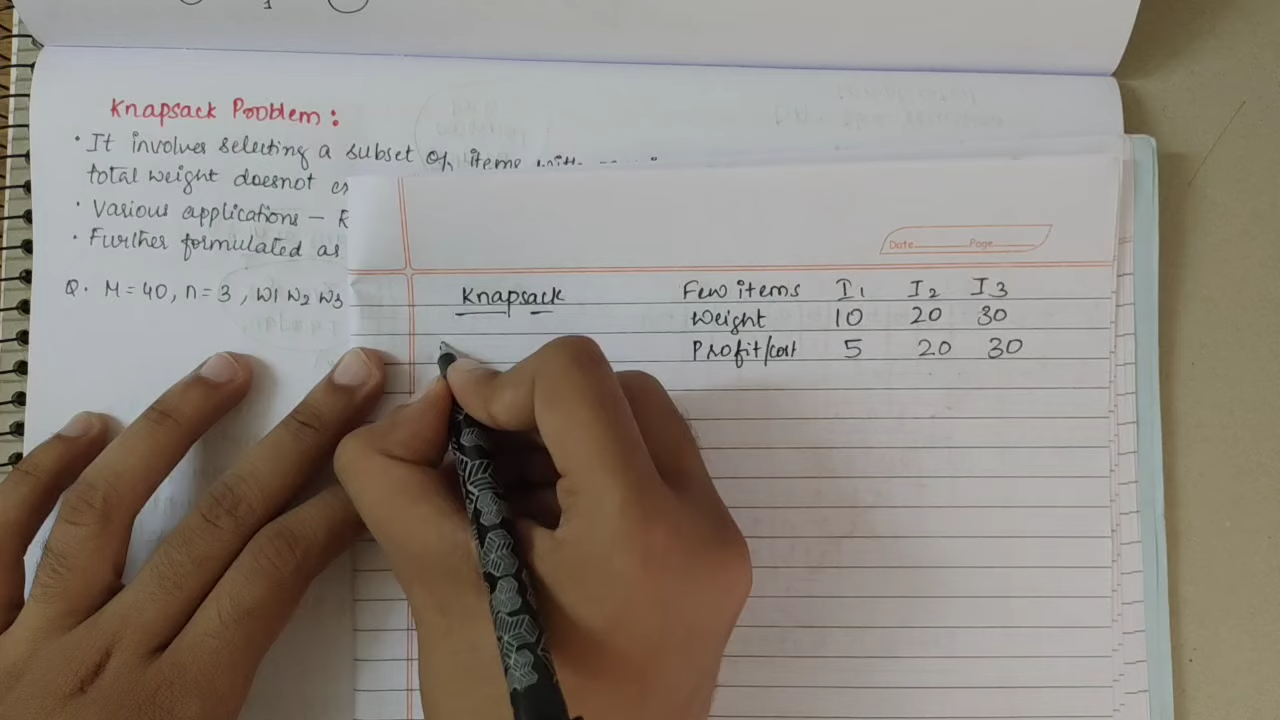 Knapsack Problem:
• It involves selecting a subset of items
total weight doesnot
• Various applications –
• Further formulated as
Q. M = 40, n = 3, w1 w2 w3
Date Page
Knapsack Few items I1 I2 I3
Weight 10 20 30
Profit/cost 5 20 30